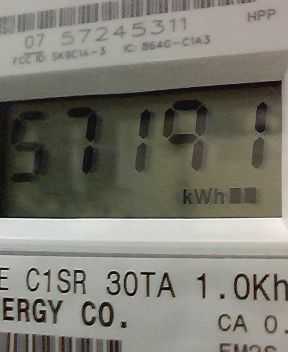 HPP
07 57245311
FCC ID: SK9C1A-3 IC: 864G-C1A3
57191
kWh
E C1SR 30TA 1.0Kh
NERGY CO.
CA 0.